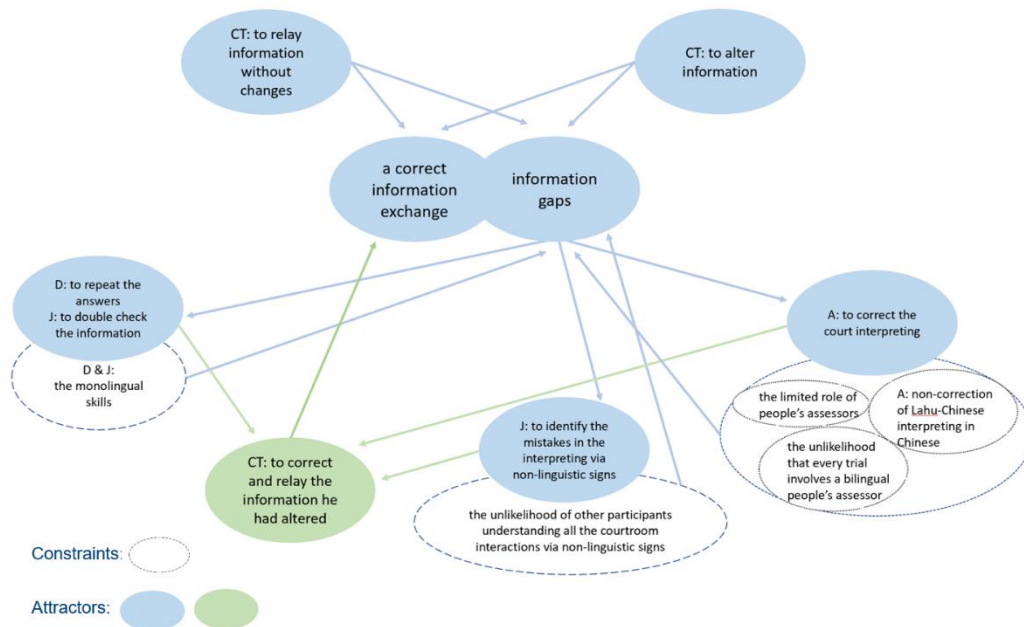 CT: to relay
information
without
changes
CT: to alter
information
a correct
information
exchange
information
gaps
D: to repeat the
answers
J: to double check
the information
D & J:
the monolingual
skills
A: to correct the
court interpreting
the limited role of
people's assessors
A: non-correction
of Lahu-Chinese
interpreting in
Chinese
the unlikelihood
that every trial
involves a bilingual
people's assessor
J: to identify the
mistakes in the
interpreting via
non-linguistic signs
the unlikelihood of other participants
understanding all the courtroom
interactions via non-linguistic signs
CT: to correct
and relay the
information he
had altered
Constraints:
Attractors: